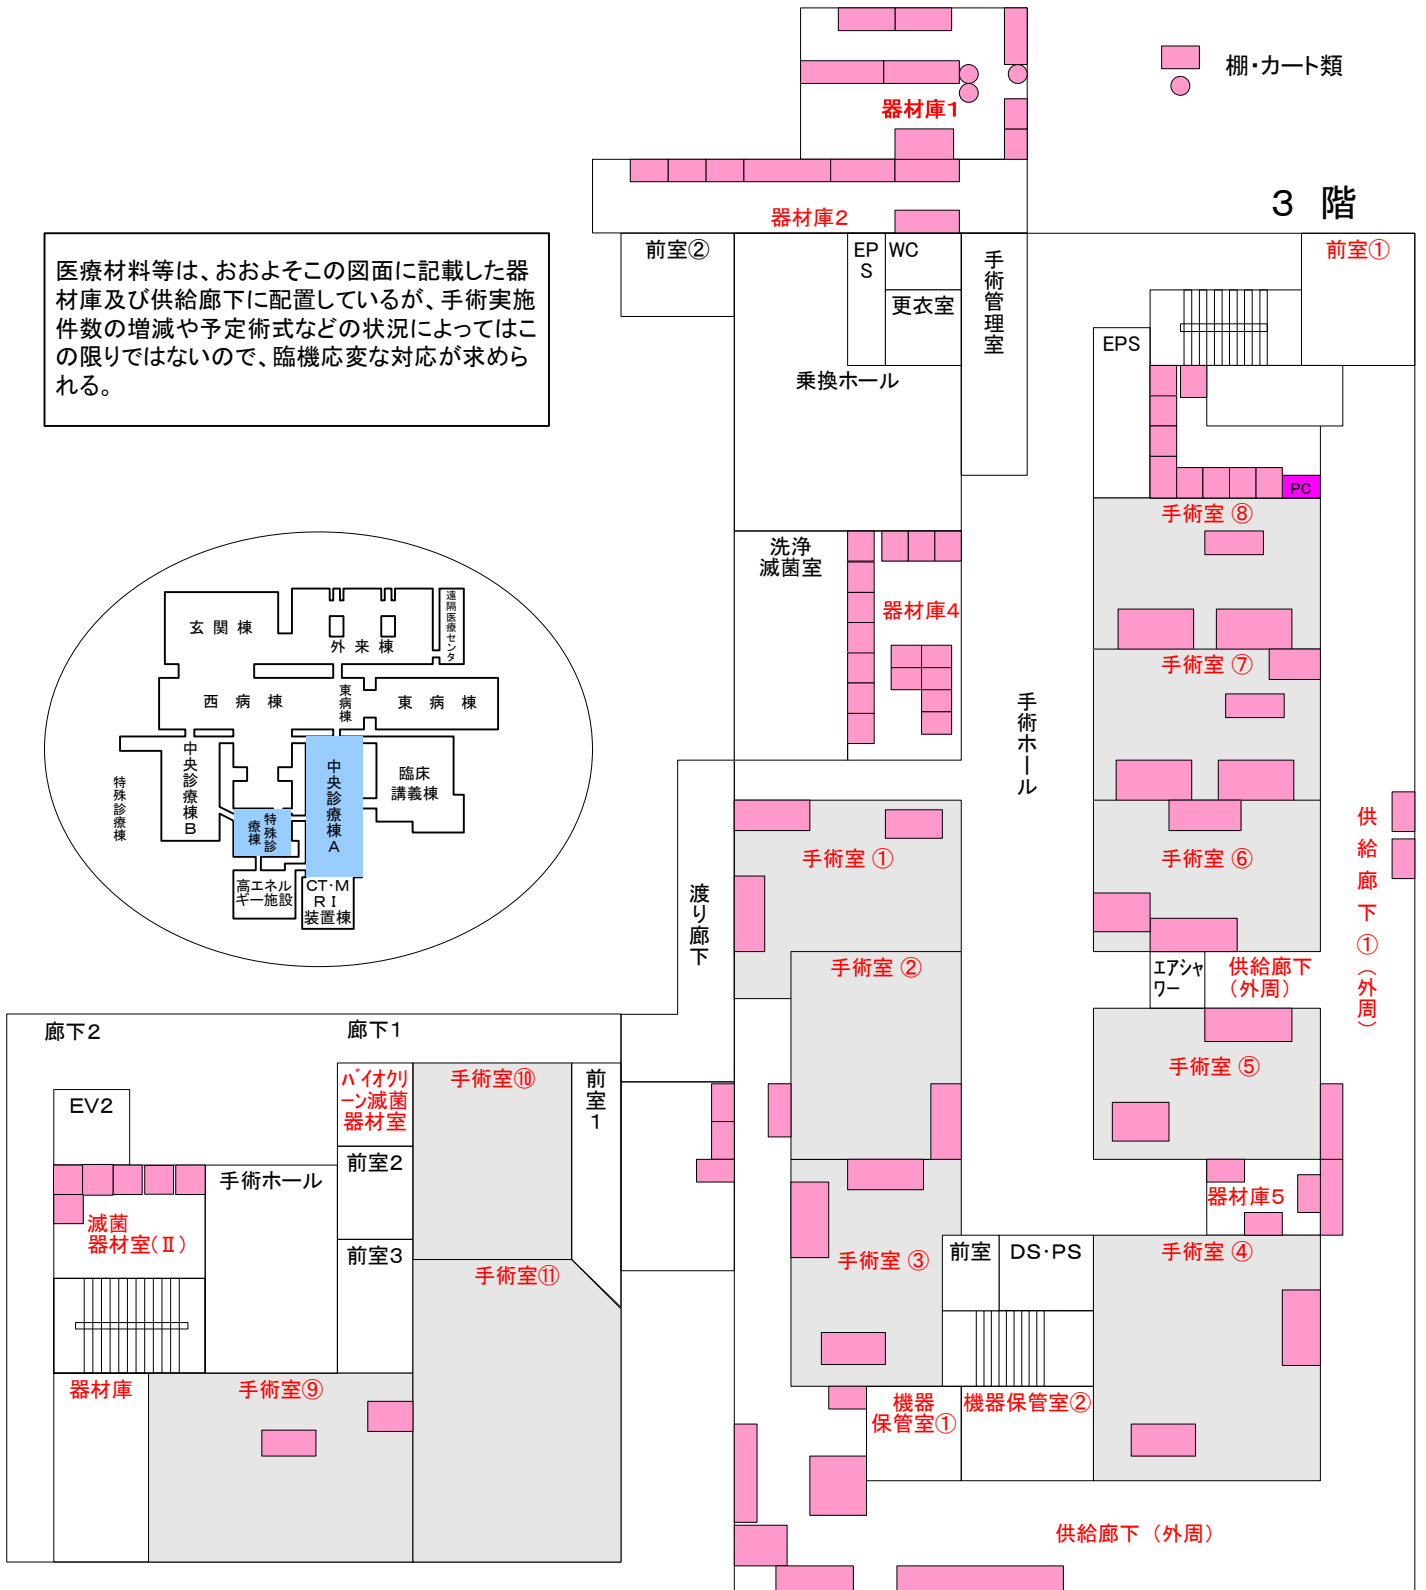 棚・カート類
器材庫1
3 階
器材庫2
医療材料等は、おおよそこの図面に記載した器
材庫及び供給廊下に配置しているが、手術実施
件数の増減や予定術式などの状況によってはこ
の限りではないので、臨機応変な対応が求めら
れる。
前室②
EP
S
WC
更衣室
手術管理室
前室①
EPS
乗換ホール
PC
手術室 ⑧
洗浄
滅菌室
器材庫4
手術室 ⑦
手術ホール
玄 関 棟
外 来 棟
遠隔医療センタ
西 病 棟
東病棟
東 病 棟
中央診療棟B
特殊診療棟
中央診療棟A
臨床
講義棟
特殊診
療棟
高エネル
ギー施設
CT・M
RI
装置棟
手術室 ①
手術室 ⑥
供給廊下①(外周)
渡り廊下
手術室 ②
エアシャ
ワー
供給廊下
(外周)
廊下2
廊下1
手術室 ⑤
バイオクリ
ーン滅菌
器材室
手術室⑩
前室1
EV2
前室2
手術ホール
器材庫5
滅菌
器材室(Ⅱ)
前室3
手術室⑪
手術室 ③
前室
DS・PS
手術室 ④
器材庫
手術室⑨
機器
保管室①
機器保管室②
供給廊下 (外周)